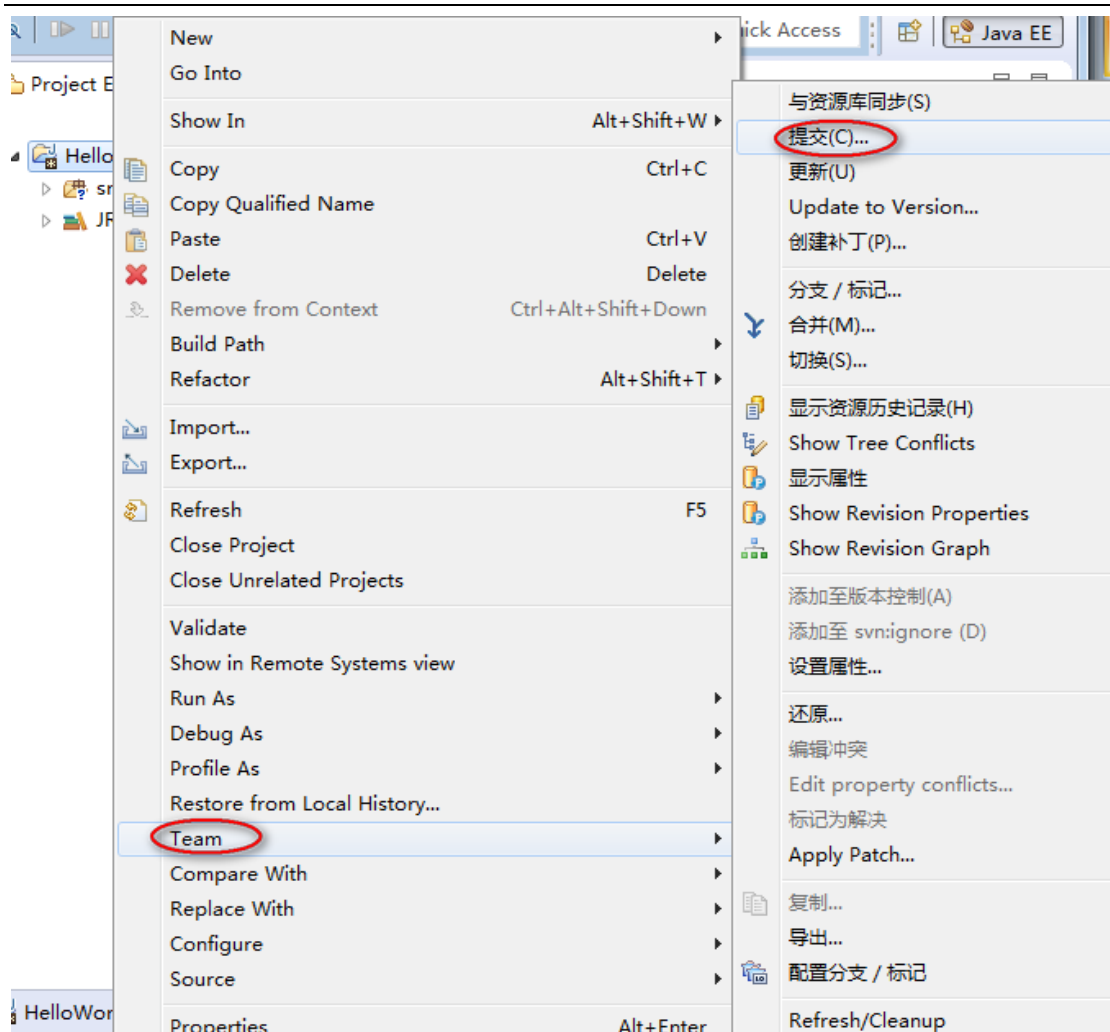 ick Access
Java EE
Project E
Hello
sr
JR
New
Go Into
Show In Alt+Shift+W
Copy Ctrl+C
Copy Qualified Name
Paste Ctrl+V
Delete Delete
Remove from Context Ctrl+Alt+Shift+Down
Build Path
Refactor Alt+Shift+T
Import...
Export...
Refresh F5
Close Project
Close Unrelated Projects
Validate
Show in Remote Systems view
Run As
Debug As
Profile As
Restore from Local History...
Team
Compare With
Replace With
Configure
Source
Properties Alt+Enter
与资源库同步(S)
提交(C)...
更新(U)
Update to Version...
创建补丁(P)...
分支 / 标记...
合并(M)...
切换(S)...
显示资源历史记录(H)
Show Tree Conflicts
显示属性
Show Revision Properties
Show Revision Graph
添加至版本控制(A)
添加至 svn:ignore (D)
设置属性...
还原...
编辑冲突
Edit property conflicts...
标记为解决
Apply Patch...
复制...
导出...
配置分支 / 标记
Refresh/Cleanup
HelloWor